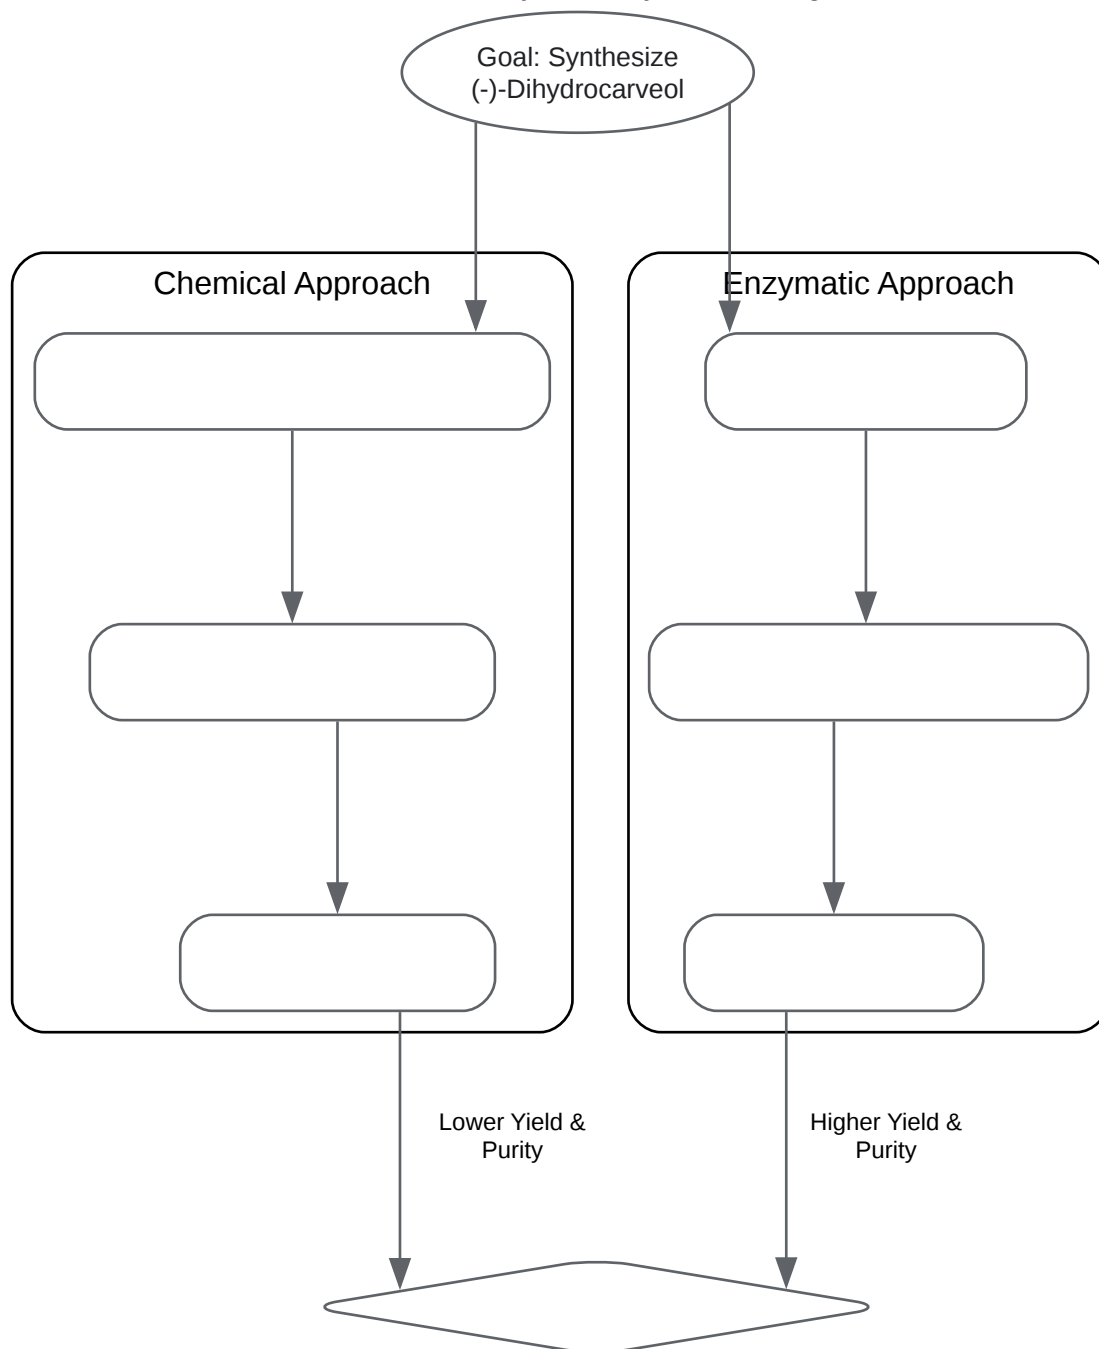 Goal: Synthesize
(-)-Dihydrocarveol
Chemical Approach
Enzymatic Approach
Lower Yield &
Purity
Higher Yield &
Purity